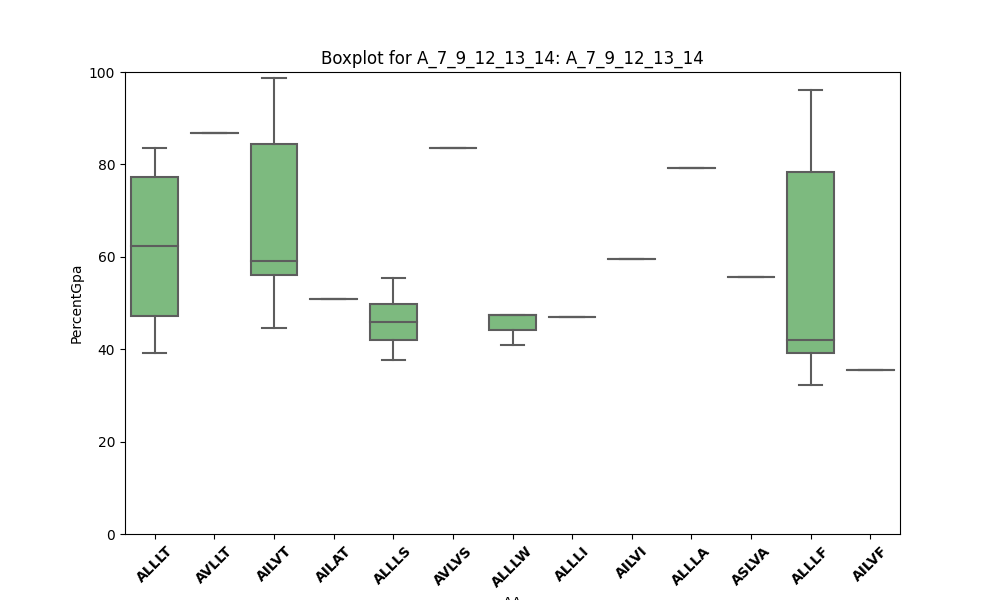 Boxplot for A_7_9_12_13_14: A_7_9_12_13_14
100
80
60
40
20
0
PercentGpa
ALLLT
AVLLT
AILVT
AILAT
ALLLS
AVLVS
ALLLW
ALLLI
AILVI
ALLLA
ASLVA
ALLLF
AILVF